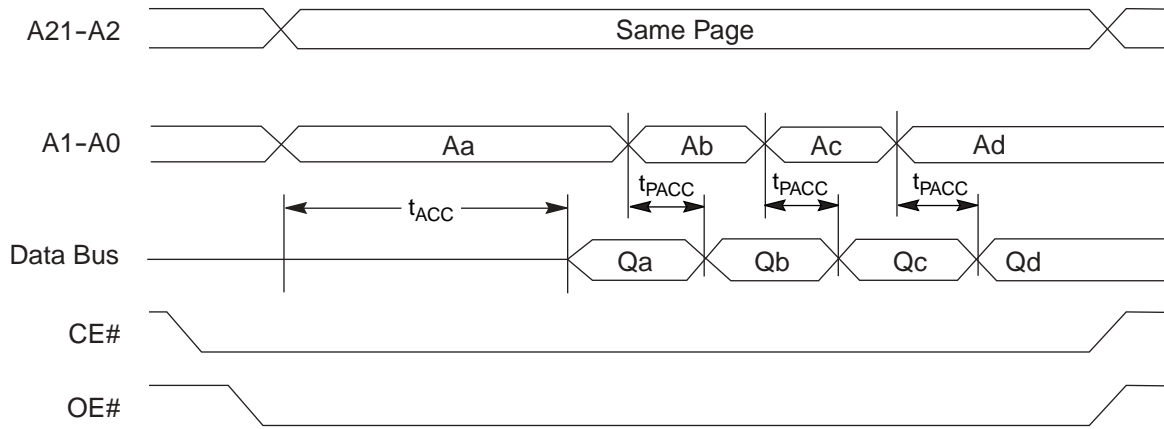 A21-A2
Same Page
A1-A0
Aa
Ab
Ac
Ad
tACC
tPACC
tPACC
tPACC
Data Bus
Qa
Qb
Qc
Qd
CE#
OE#